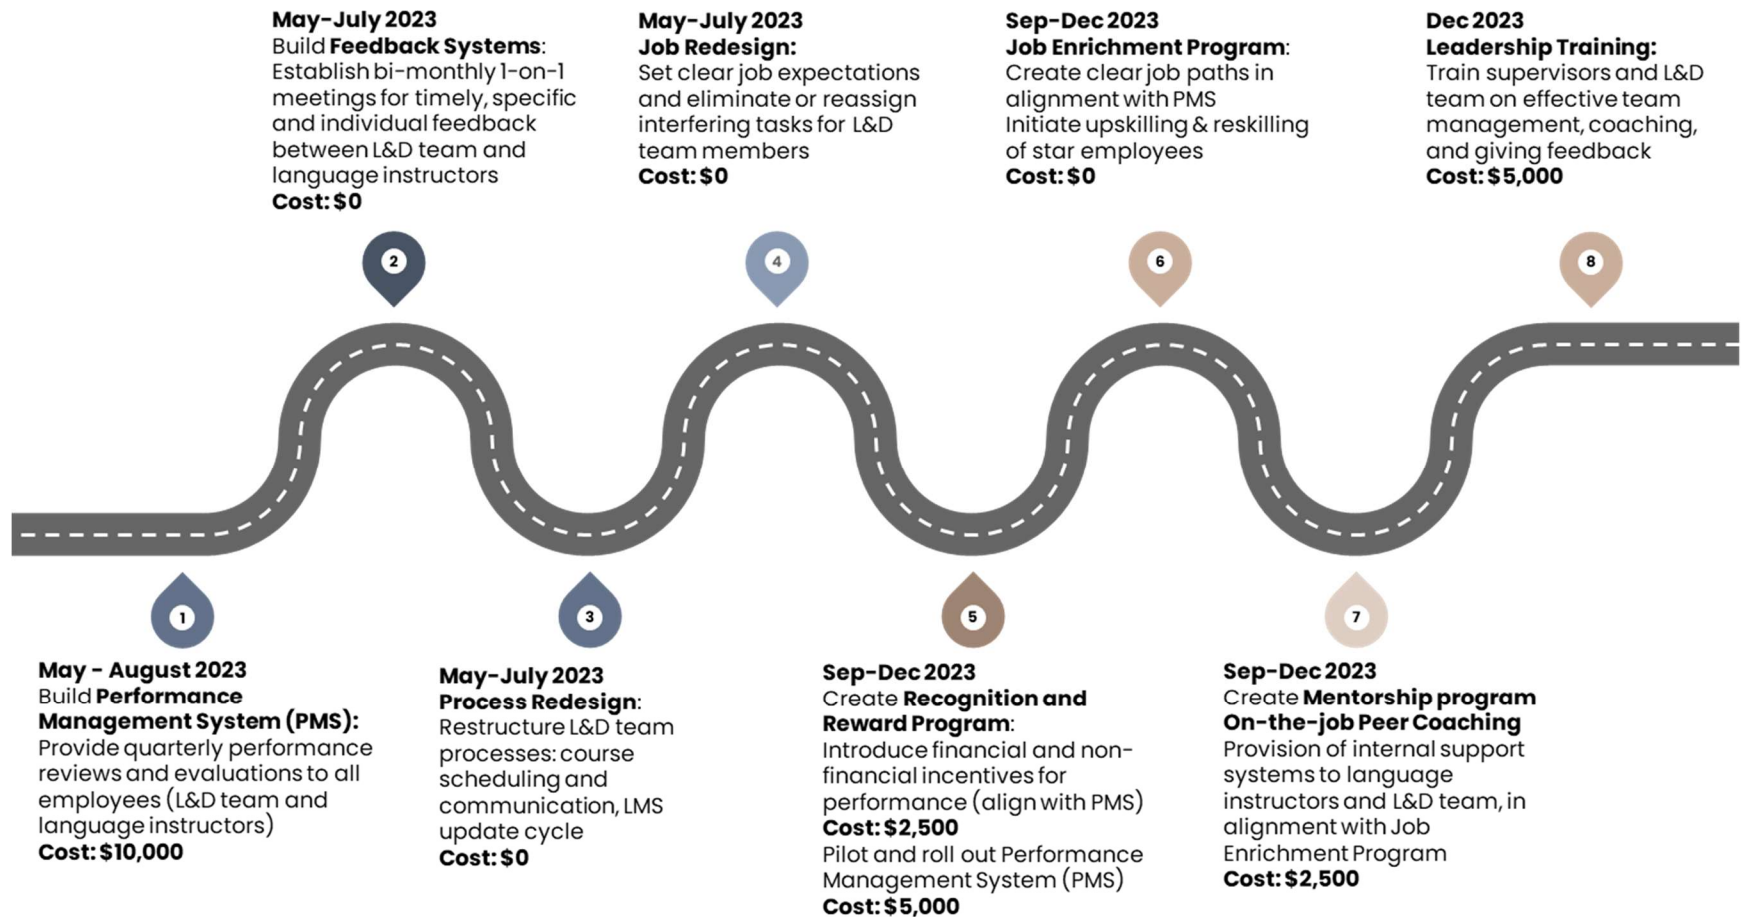 May-July 2023
Build Feedback Systems:
Establish bi-monthly 1-on-1
meetings for timely, specific
and individual feedback
between L&D team and
language instructors
Cost: $0
May-July 2023
Job Redesign:
Set clear job expectations
and eliminate or reassign
interfering tasks for L&D
team members
Cost: $0
Sep-Dec 2023
Job Enrichment Program:
Create clear job paths in
alignment with PMS
Initiate upskilling & reskilling
of star employees
Cost: $0
Dec 2023
Leadership Training:
Train supervisors and L&D
team on effective team
management, coaching,
and giving feedback
Cost: $5,000
2
4
6
8
1
3
5
7
May - August 2023
Build Performance
Management System (PMS):
Provide quarterly performance
reviews and evaluations to all
employees (L&D team and
language instructors)
Cost: $10,000
May-July 2023
Process Redesign:
Restructure L&D team
processes: course
scheduling and
communication, LMS
update cycle
Cost: $0
Sep-Dec 2023
Create Recognition and
Reward Program:
Introduce financial and non-
financial incentives for
performance (align with PMS)
Cost: $2,500
Pilot and roll out Performance
Management System (PMS)
Cost: $5,000
Sep-Dec 2023
Create Mentorship program
On-the-job Peer Coaching
Provision of internal support
systems to language
instructors and L&D team, in
alignment with Job
Enrichment Program
Cost: $2,500